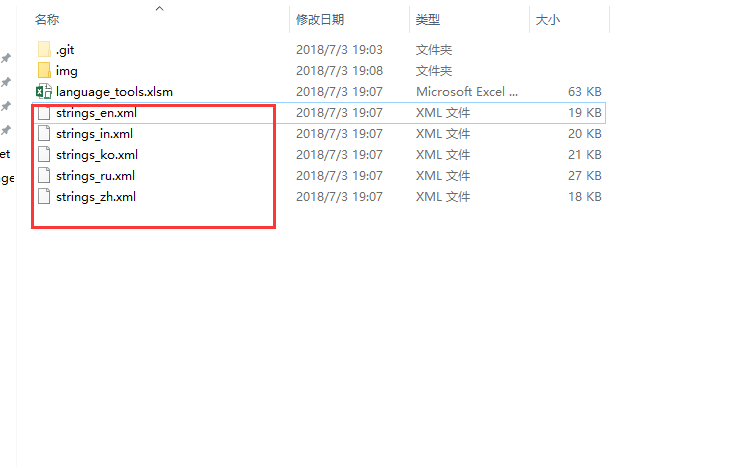 名称 修改日期 类型 大小
.git 2018/7/3 19:03 文件夹
img 2018/7/3 19:08 文件夹
language_tools.xlsm 2018/7/3 19:07 Microsoft Excel ... 63 KB
strings_en.xml 2018/7/3 19:07 XML 文件 19 KB
strings_in.xml 2018/7/3 19:07 XML 文件 20 KB
et strings_ko.xml 2018/7/3 19:07 XML 文件 21 KB
ge strings_ru.xml 2018/7/3 19:07 XML 文件 27 KB
strings_zh.xml 2018/7/3 19:07 XML 文件 18 KB